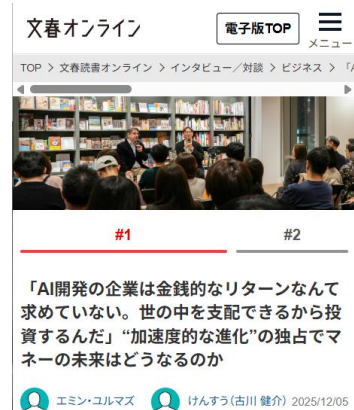 文春オンライン
電子版TOP
メニュー
TOP > 文春読書オンライン > インタビュー／対談 > ビジネス > 「A
#1
#2
「AI開発の企業は金銭的なリターンなんて
求めていない。世の中を支配できるから投
資するんだ」“加速度的な進化”の独占でマ
ネーの未来はどうなるのか
エミン・ユルマズ けんすう（古川 健介） 2025/12/05